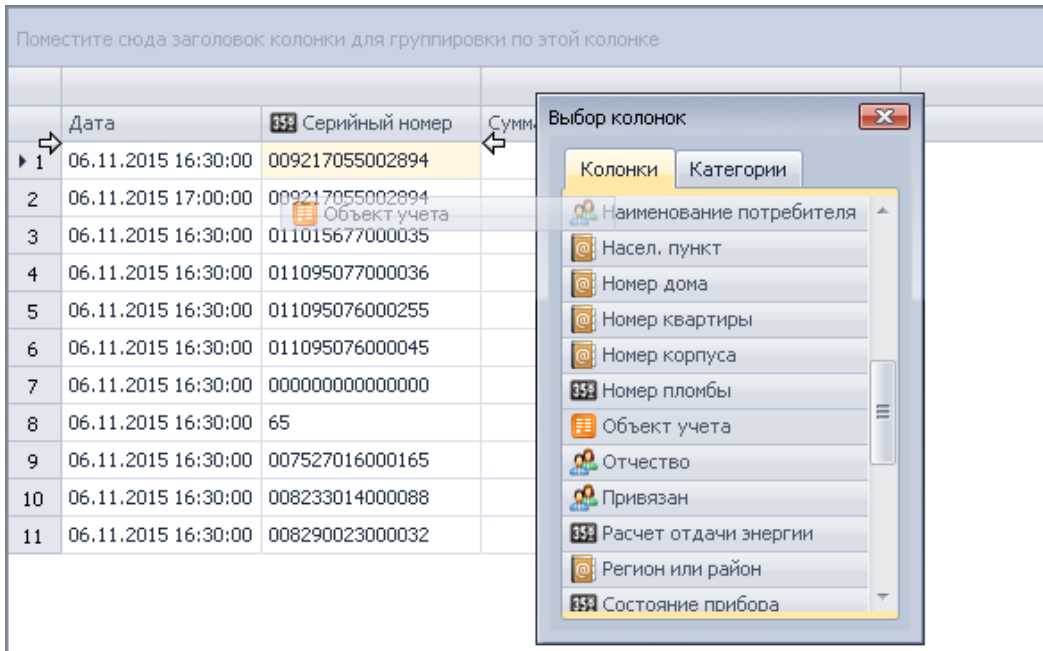 Поместите сюда заголовок колонки для группировки по этой колонке
Дата Серийный номер
1 06.11.2015 16:30:00 009217055002894
2 06.11.2015 17:00:00 009217055002894
3 06.11.2015 16:30:00 011015677000035
4 06.11.2015 16:30:00 011095077000036
5 06.11.2015 16:30:00 011095076000255
6 06.11.2015 16:30:00 011095076000045
7 06.11.2015 16:30:00 000000000000000
8 06.11.2015 16:30:00 65
9 06.11.2015 16:30:00 007527016000165
10 06.11.2015 16:30:00 008233014000088
11 06.11.2015 16:30:00 008290023000032
Объект учета
Выбор колонок
Колонки Категории
Наименование потребителя
Насел. пункт
Номер дома
Номер квартиры
Номер корпуса
Номер пломбы
Объект учета
Отчество
Привязан
Расчет отдачи энергии
Регион или район
Состояние прибора